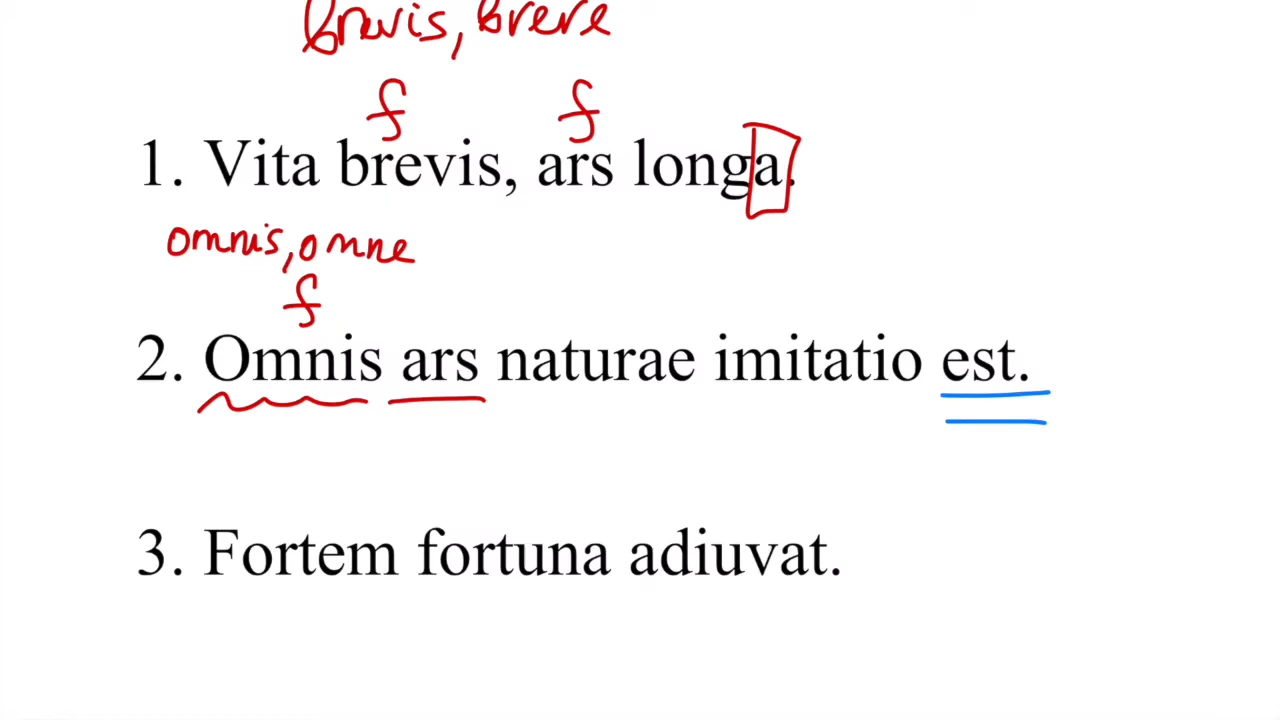 brevis, breve
f f
1. Vita brevis, ars longa.
omnis, omne
f
2. Omnis ars naturae imitatio est.
3. Fortem fortuna adiuvat.